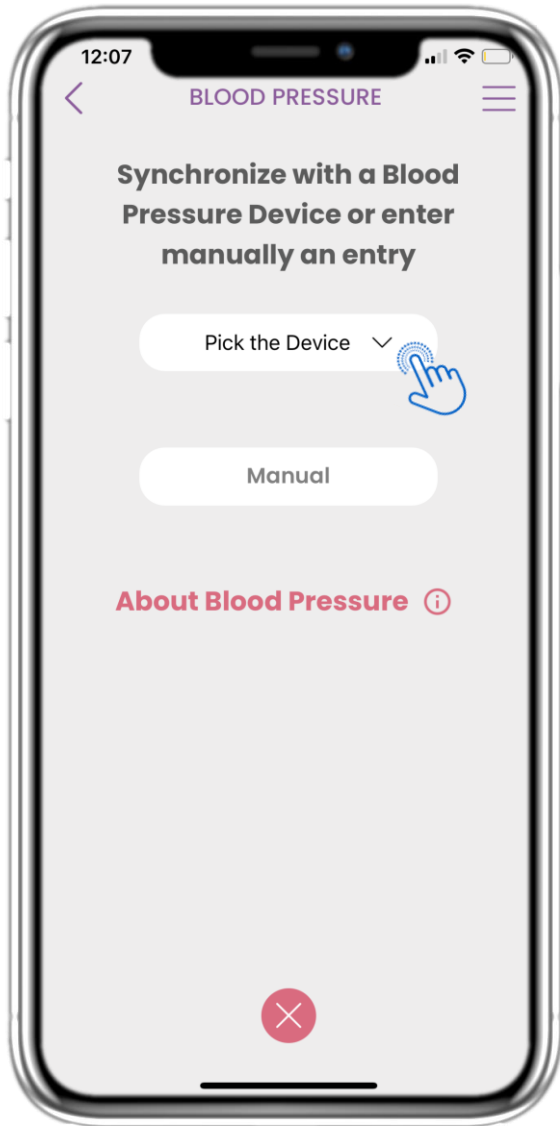 12:07
BLOOD PRESSURE
Synchronize with a Blood
Pressure Device or enter
manually an entry
Pick the Device
Manual
About Blood Pressure